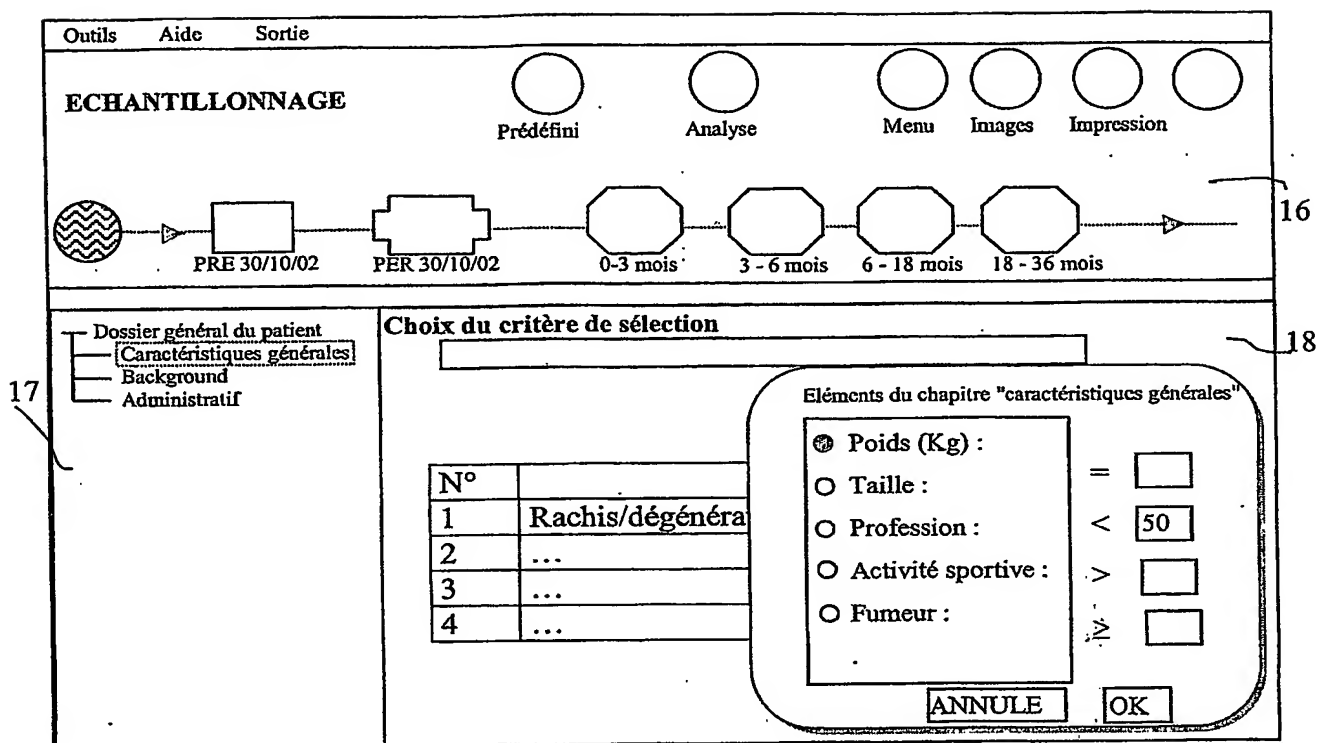 Outils Aide Sortie
ECHANTILLONNAGE
Prédéfini Analyse Menu Images Impression
16
PRE 30/10/02 PER 30/10/02 0-3 mois 3 - 6 mois 6 - 18 mois 18 - 36 mois
Dossier général du patient
Caractéristiques générales
Background
Administratif
17
Choix du critère de sélection
18
Eléments du chapitre "caractéristiques générales"
Poids (Kg) :
Taille :
Profession :
Activité sportive :
Fumeur :
=
< 50
>
≥
N°
1 Rachis/dégénéra
2 ...
3 ...
4 ...
ANNULE OK